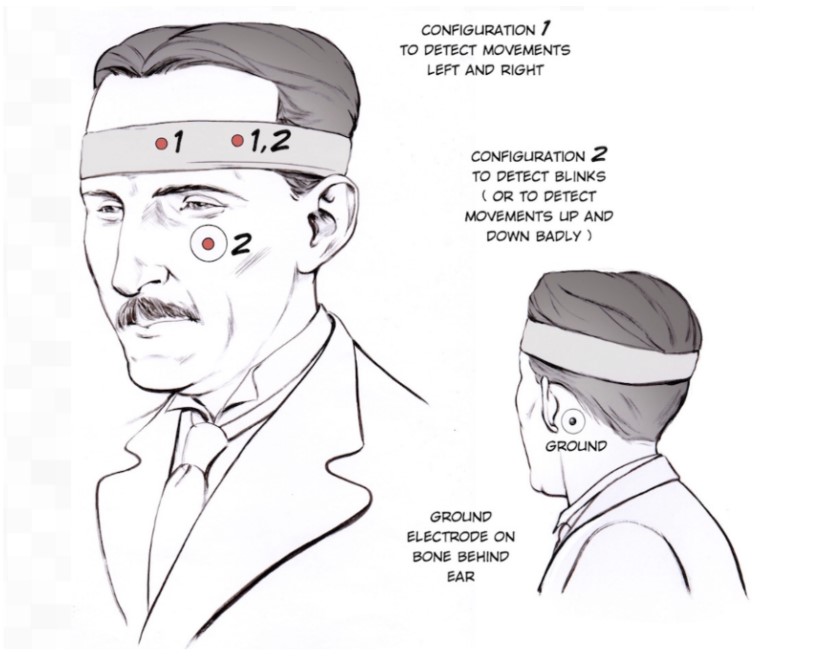 CONFIGURATION 1
TO DETECT MOVEMENTS
LEFT AND RIGHT
1
1,2
2
CONFIGURATION 2
TO DETECT BLINKS
( OR TO DETECT
MOVEMENTS UP AND
DOWN BADLY )
GROUND
GROUND
ELECTRODE ON
BONE BEHIND
EAR